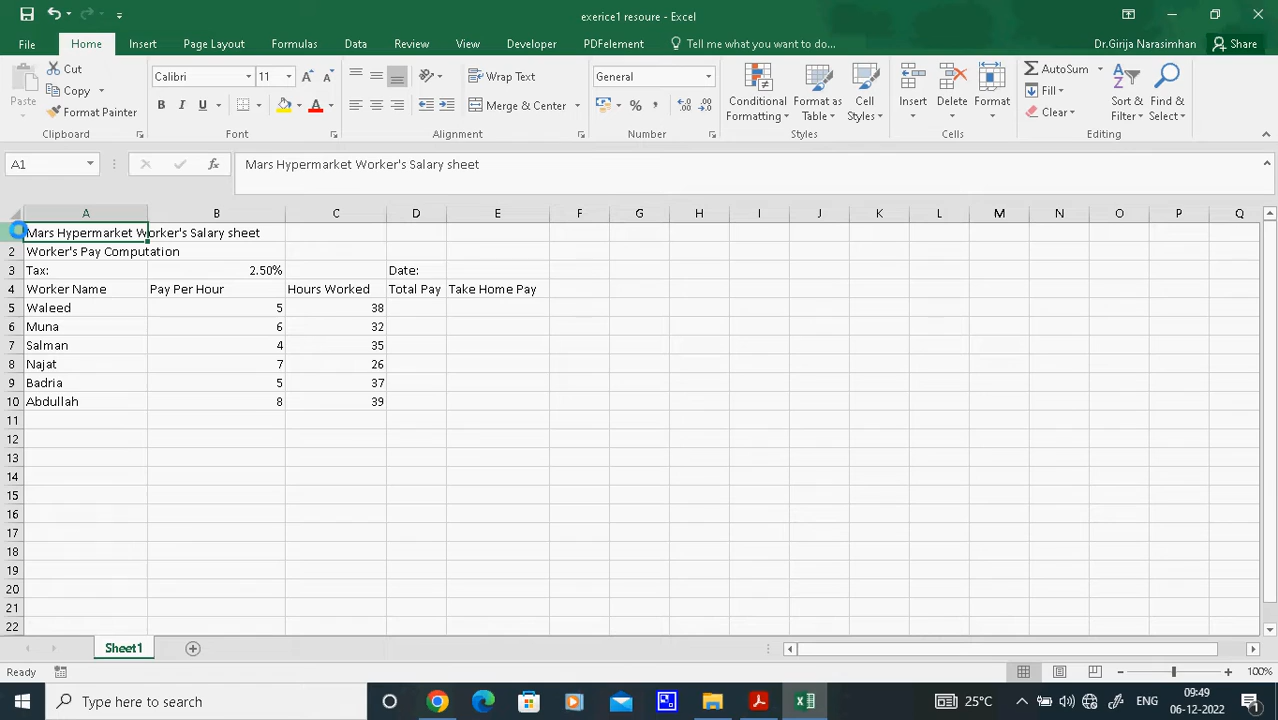 exerice1 resoure - Excel
File Home Insert Page Layout Formulas Data Review View Developer PDFelement Tell me what you want to do... Dr.Girija Narasimhan Share
Cut
Copy
Format Painter
Paste
Clipboard
Calibri 11
B I U
Font
Wrap Text
Merge & Center
Alignment
General
%
Number
Conditional Formatting
Format as Table
Cell Styles
Styles
Insert Delete Format
Cells
AutoSum
Fill
Clear
Sort & Filter
Find & Select
Editing
A1 fx Mars Hypermarket Worker's Salary sheet
A B C D E F G H I J K L M N O P Q
Mars Hypermarket Worker's Salary sheet
2 Worker's Pay Computation
3 Tax: 2.50% Date:
4 Worker Name Pay Per Hour Hours Worked Total Pay Take Home Pay
5 Waleed 5 38
6 Muna 6 32
7 Salman 4 35
8 Najat 7 26
9 Badria 5 37
10 Abdullah 8 39
11
12
13
14
15
16
17
18
19
20
21
22
Sheet1
Ready 100%
Type here to search 25°C ENG 09:49
06-12-2022 1